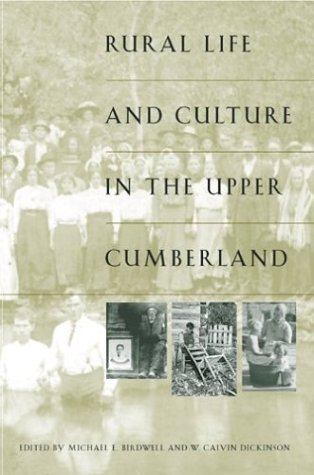 RURAL LIFE
AND CULTURE
IN THE UPPER
CUMBERLAND
EDITED BY MICHAEL E. BIRDWELL AND W. CALVIN DICKINSON